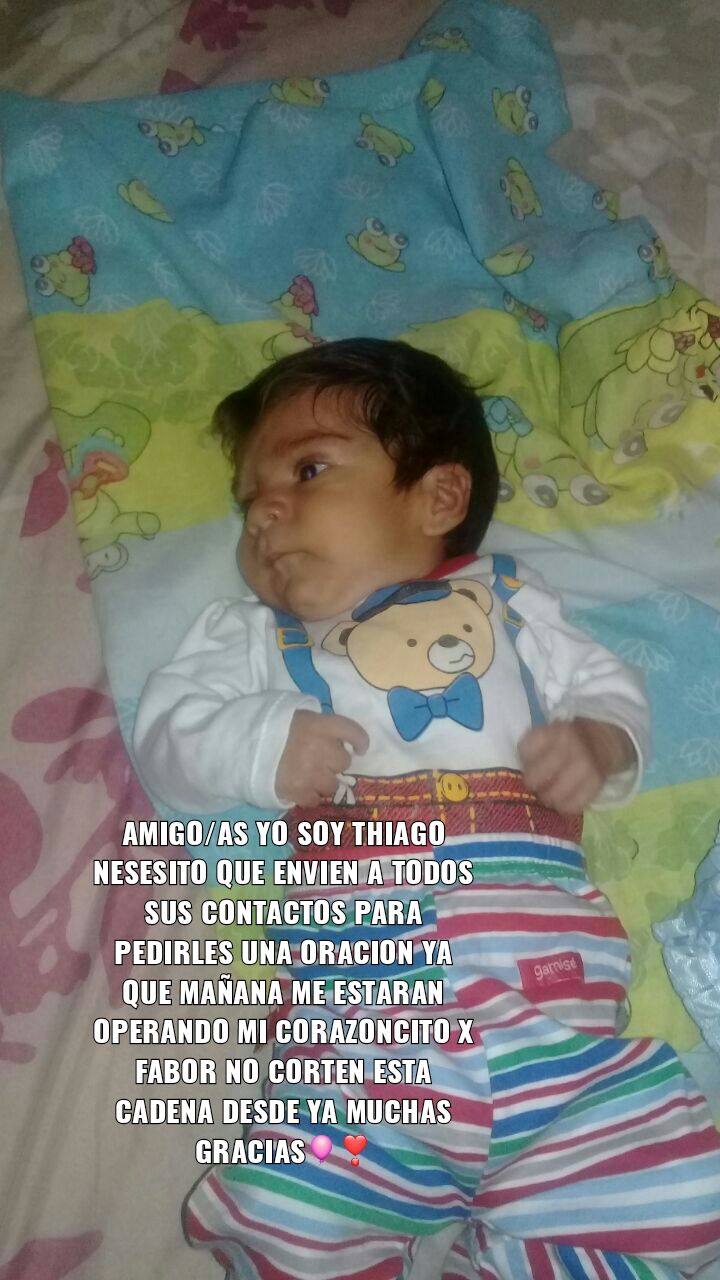 AMIGO/AS YO SOY THIAGO
NESESITO QUE ENVIEN A TODOS
SUS CONTACTOS PARA
PEDIRLES UNA ORACION YA
QUE MAÑANA ME ESTARAN
OPERANDO MI CORAZONCITO X
FABOR NO CORTEN ESTA
CADENA DESDE YA MUCHAS
GRACIAS🎈❣️
gamise